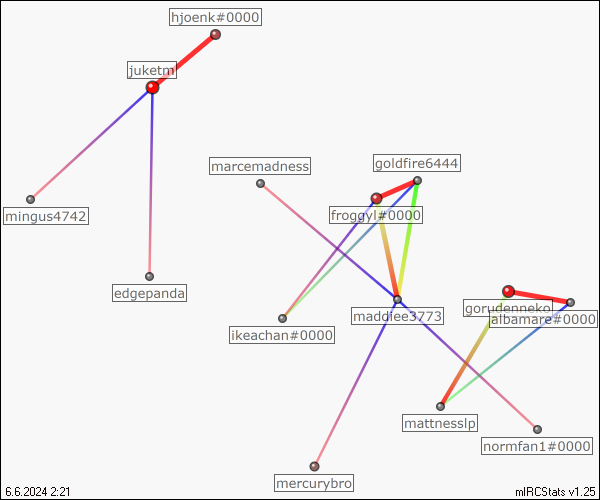 hjoenk#0000
juketm
goldfire6444
marcemadness
froggyl#0000
mingus4742
edgepanda
gorudenneko
maddiee3773
jalbamare#0000
ikeachan#0000
mattnesslp
normfan1#0000
mercurybro
6.6.2024 2:21
mIRCStats v1.25